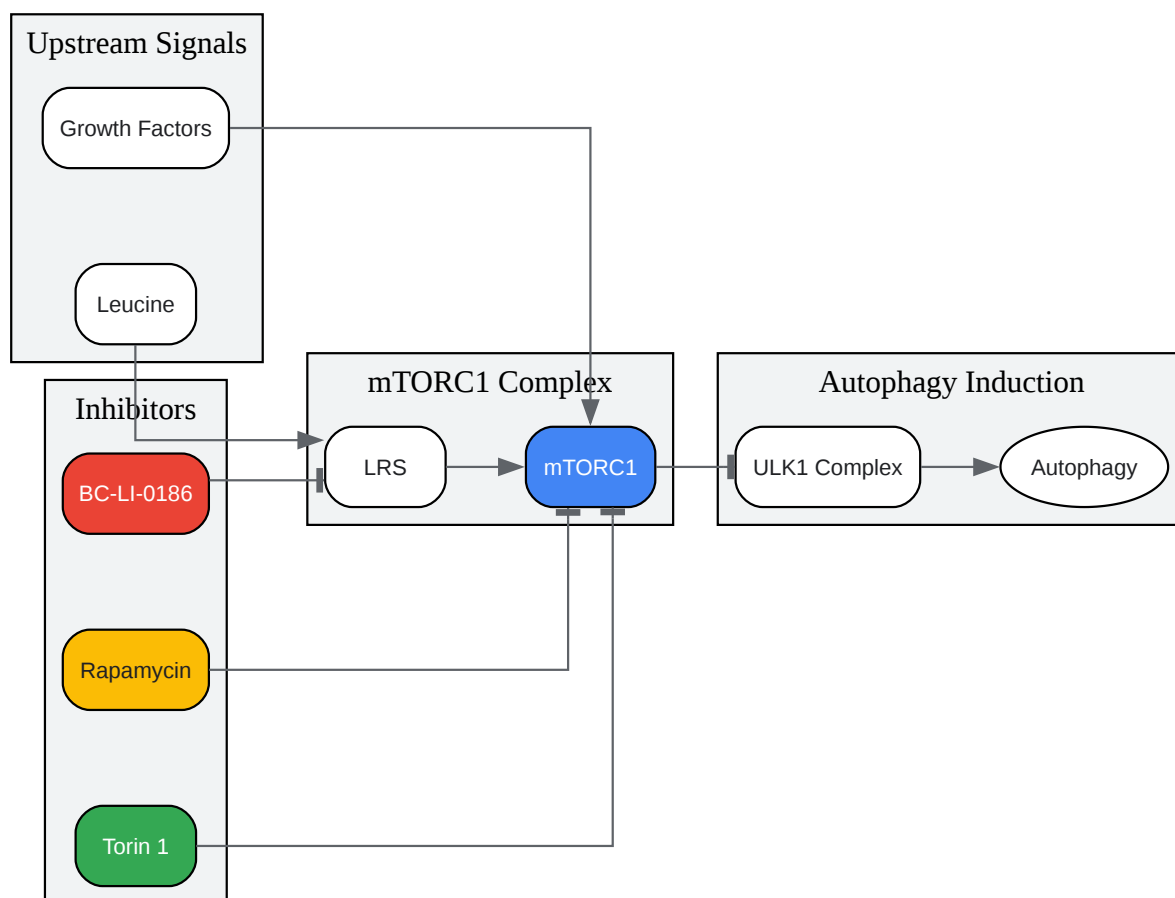 Upstream Signals
Growth Factors
Leucine
Inhibitors
BC-LI-0186
Rapamycin
Torin 1
mTORC1 Complex
LRS
mTORC1
Autophagy Induction
ULK1 Complex
Autophagy